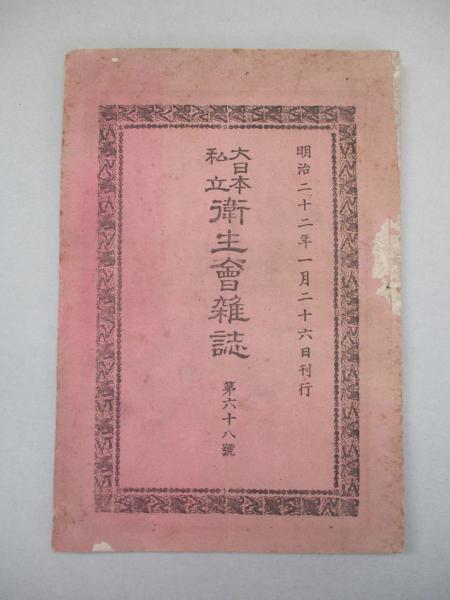 明治二十二年一月二十六日刊行
大日本
私立
衛生會雜誌
第六十八號